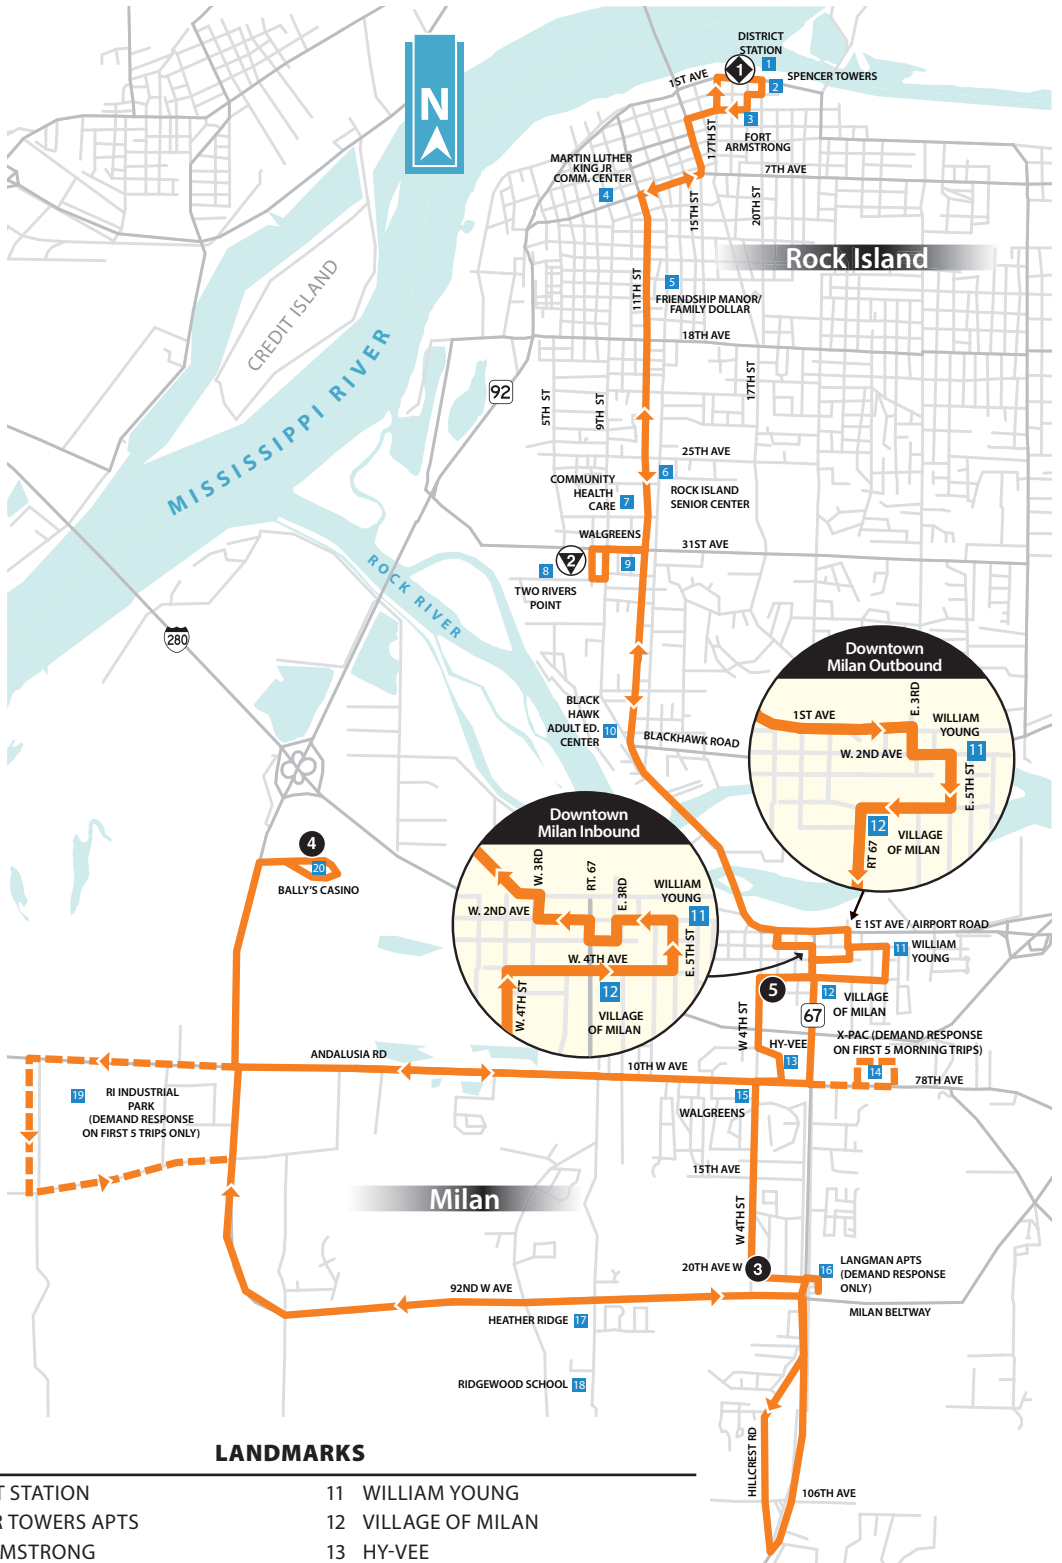 DISTRICT
STATION
1
1
1ST AVE
SPENCER TOWERS
2
N
3
17TH ST
FORT
ARMSTRONG
MARTIN LUTHER
KING JR
COMM. CENTER
4
7TH AVE
15TH ST
20TH ST
Rock Island
CREDIT ISLAND
11TH ST
5
FRIENDSHIP MANOR/
FAMILY DOLLAR
18TH AVE
MISSISSIPPI RIVER
92
5TH ST
9TH ST
17TH ST
25TH AVE
6
COMMUNITY
HEALTH
CARE
7
ROCK ISLAND
SENIOR CENTER
WALGREENS
31ST AVE
2
8
9
TWO RIVERS
POINT
ROCK RIVER
280
Downtown
Milan Outbound
1ST AVE
E. 3RD
WILLIAM
YOUNG
11
W. 2ND AVE
E. 5TH ST
12
VILLAGE
OF MILAN
RT 67
BLACK
HAWK
ADULT ED.
CENTER
10
BLACKHAWK ROAD
Downtown
Milan Inbound
W. 3RD
RT. 67
E. 3RD
WILLIAM
YOUNG
11
W. 2ND AVE
W. 4TH AVE
E. 5TH ST
W. 4TH ST
12
VILLAGE
OF MILAN
4
20
BALLY'S CASINO
E 1ST AVE / AIRPORT ROAD
11
WILLIAM
YOUNG
5
12
VILLAGE
OF MILAN
67
W 4TH ST
HY-VEE
13
X-PAC (DEMAND RESPONSE
ON FIRST 5 MORNING TRIPS)
14
78TH AVE
ANDALUSIA RD
10TH W AVE
19
RI INDUSTRIAL
PARK
(DEMAND RESPONSE
ON FIRST 5 TRIPS ONLY)
15
WALGREENS
15TH AVE
Milan
W 4TH ST
20TH AVE W
3
16
LANGMAN APTS
(DEMAND RESPONSE
ONLY)
92ND W AVE
MILAN BELTWAY
HEATHER RIDGE
17
RIDGEWOOD SCHOOL
18
HILLCREST RD
106TH AVE
LANDMARKS
T STATION
R TOWERS APTS
MSTRONG
11 WILLIAM YOUNG
12 VILLAGE OF MILAN
13 HY-VEE